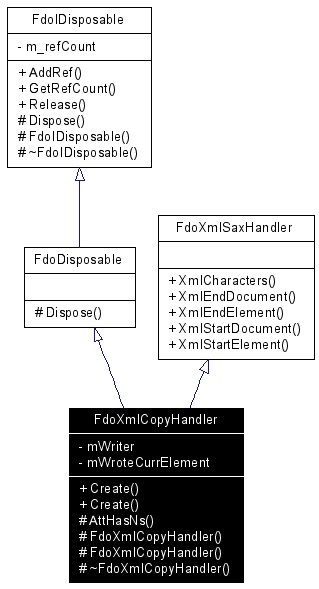 FdoIDisposable
- m_refCount
+ AddRef()
+ GetRefCount()
+ Release()
# Dispose()
# FdoIDisposable()
# ~FdoIDisposable()
FdoXmlSaxHandler
+ XmlCharacters()
+ XmlEndDocument()
+ XmlEndElement()
+ XmlStartDocument()
+ XmlStartElement()
FdoDisposable
# Dispose()
FdoXmlCopyHandler
- mWriter
- mWroteCurrElement
+ Create()
+ Create()
# AttHasNs()
# FdoXmlCopyHandler()
# FdoXmlCopyHandler()
# ~FdoXmlCopyHandler()